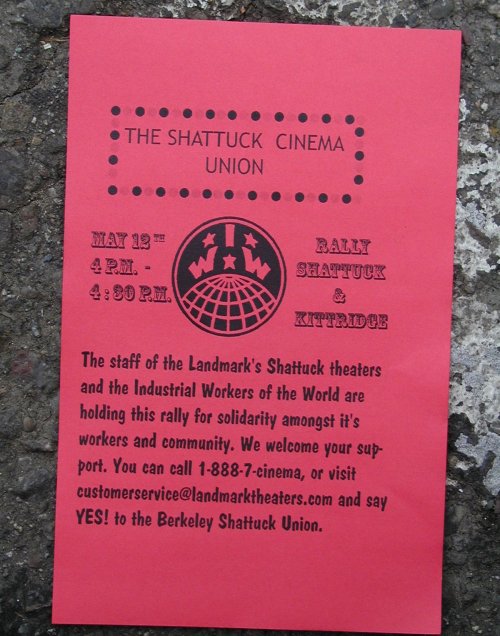 THE SHATTUCK CINEMA
UNION
MAY 12TH
4 P.M. -
4:30 P.M.
I
W W
RALLY
SHATTUCK
&
KITTRIDGE
The staff of the Landmark's Shattuck theaters
and the Industrial Workers of the World are
holding this rally for solidarity amongst it's
workers and community. We welcome your sup-
port. You can call 1-888-7-cinema, or visit
customerservice@landmarktheaters.com and say
YES! to the Berkeley Shattuck Union.